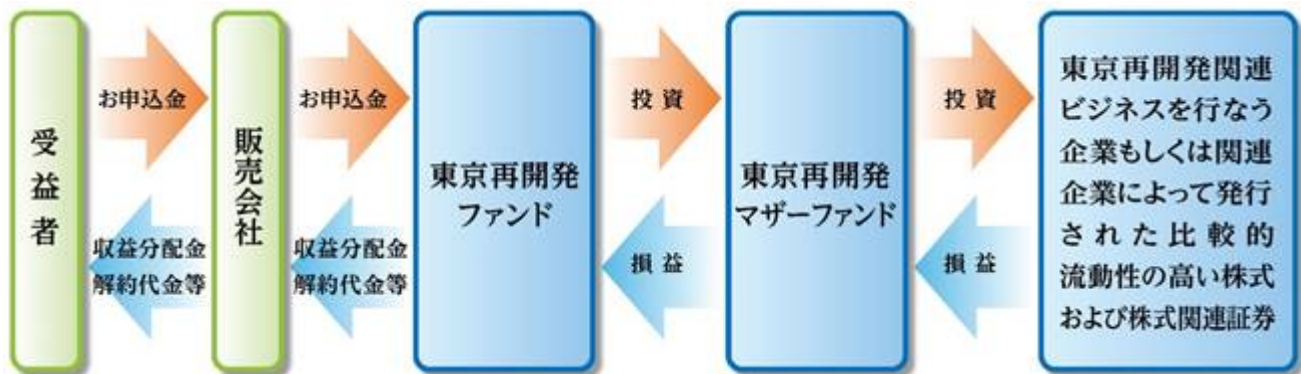 受益者
お申込金
収益分配金
解約代金等
販売会社
お申込金
収益分配金
解約代金等
東京再開発
ファンド
投資
損益
東京再開発
マザーファンド
投資
損益
東京再開発関連
ビジネスを行なう
企業もしくは関連
企業によって発行
された比較的
流動性の高い株式
および株式関連証券